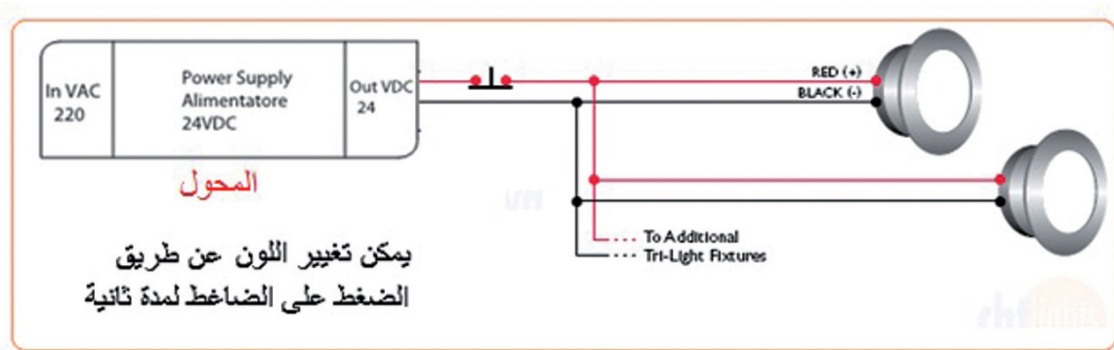 In VAC
220
Power Supply
Alimentatore
24VDC
Out VDC
24
RED (+)
BLACK (-)
المحول
To Additional
Tri-Light Fixtures
يمكن تغيير اللون عن طريق
الضغط على الضاغط لمدة ثانية